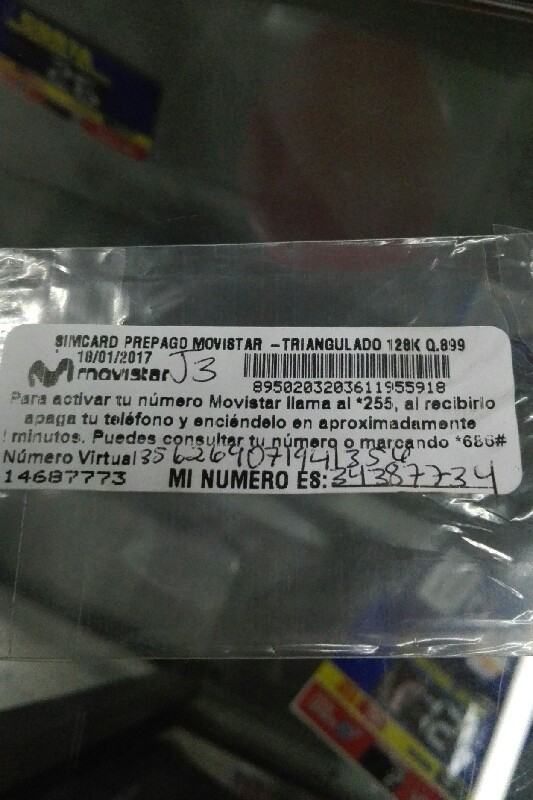 SIMCARD PREPAGO MOVISTAR -TRIANGULADO 128K Q.899
18/01/2017
movistar J3
8950203203611955918
Para activar tu número Movistar llama al *255, al recibirlo
apaga tu teléfono y enciéndelo en aproximadamente
minutos. Puedes consultar tu número o marcando *686#
Número Virtual 356264071941354
14687773 MI NUMERO ES: 34387734